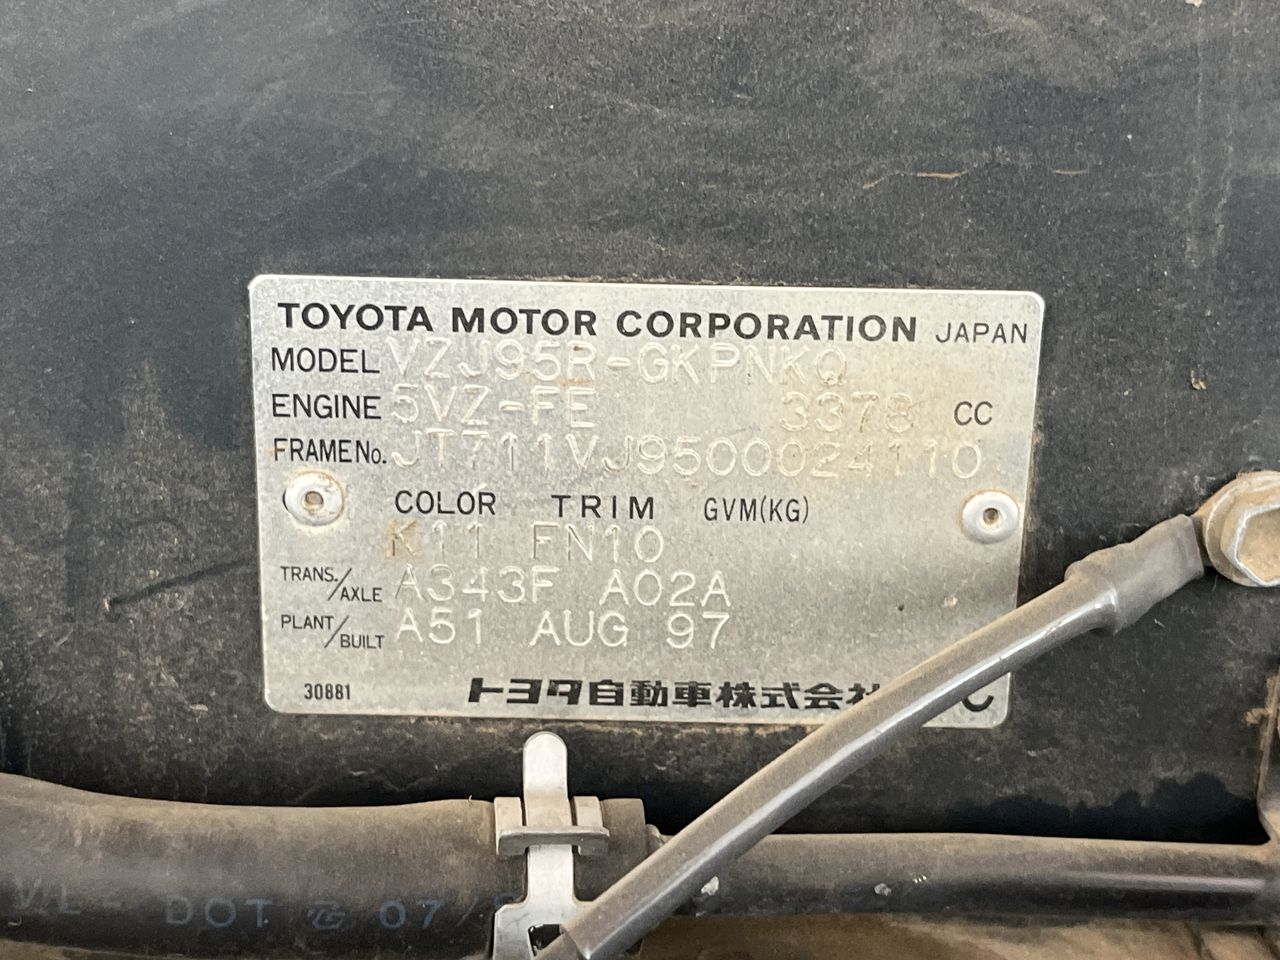 TOYOTA MOTOR CORPORATION JAPAN
MODEL VZJ95R-GKPNKQ
ENGINE 5VZ-FE 3378 CC
FRAME No. JT711VJ9500024110
COLOR TRIM GVM(KG)
K11 FN10
TRANS./AXLE A343F A02A
PLANT/BUILT A51 AUG 97
30881 トヨタ自動車株式会社 C
DOT 07/